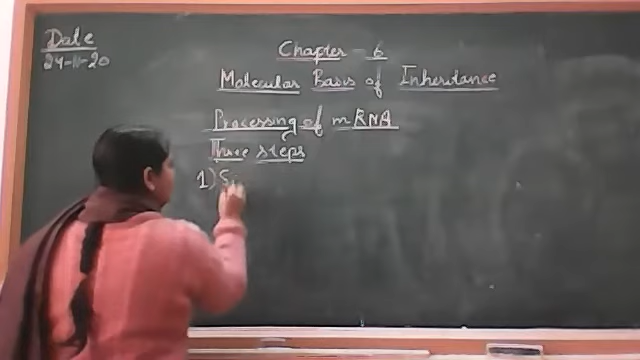 Date
24-11-20
Chapter - 6
Molecular Basis of Inheritance
Processing of mRNA
Three steps
1) S